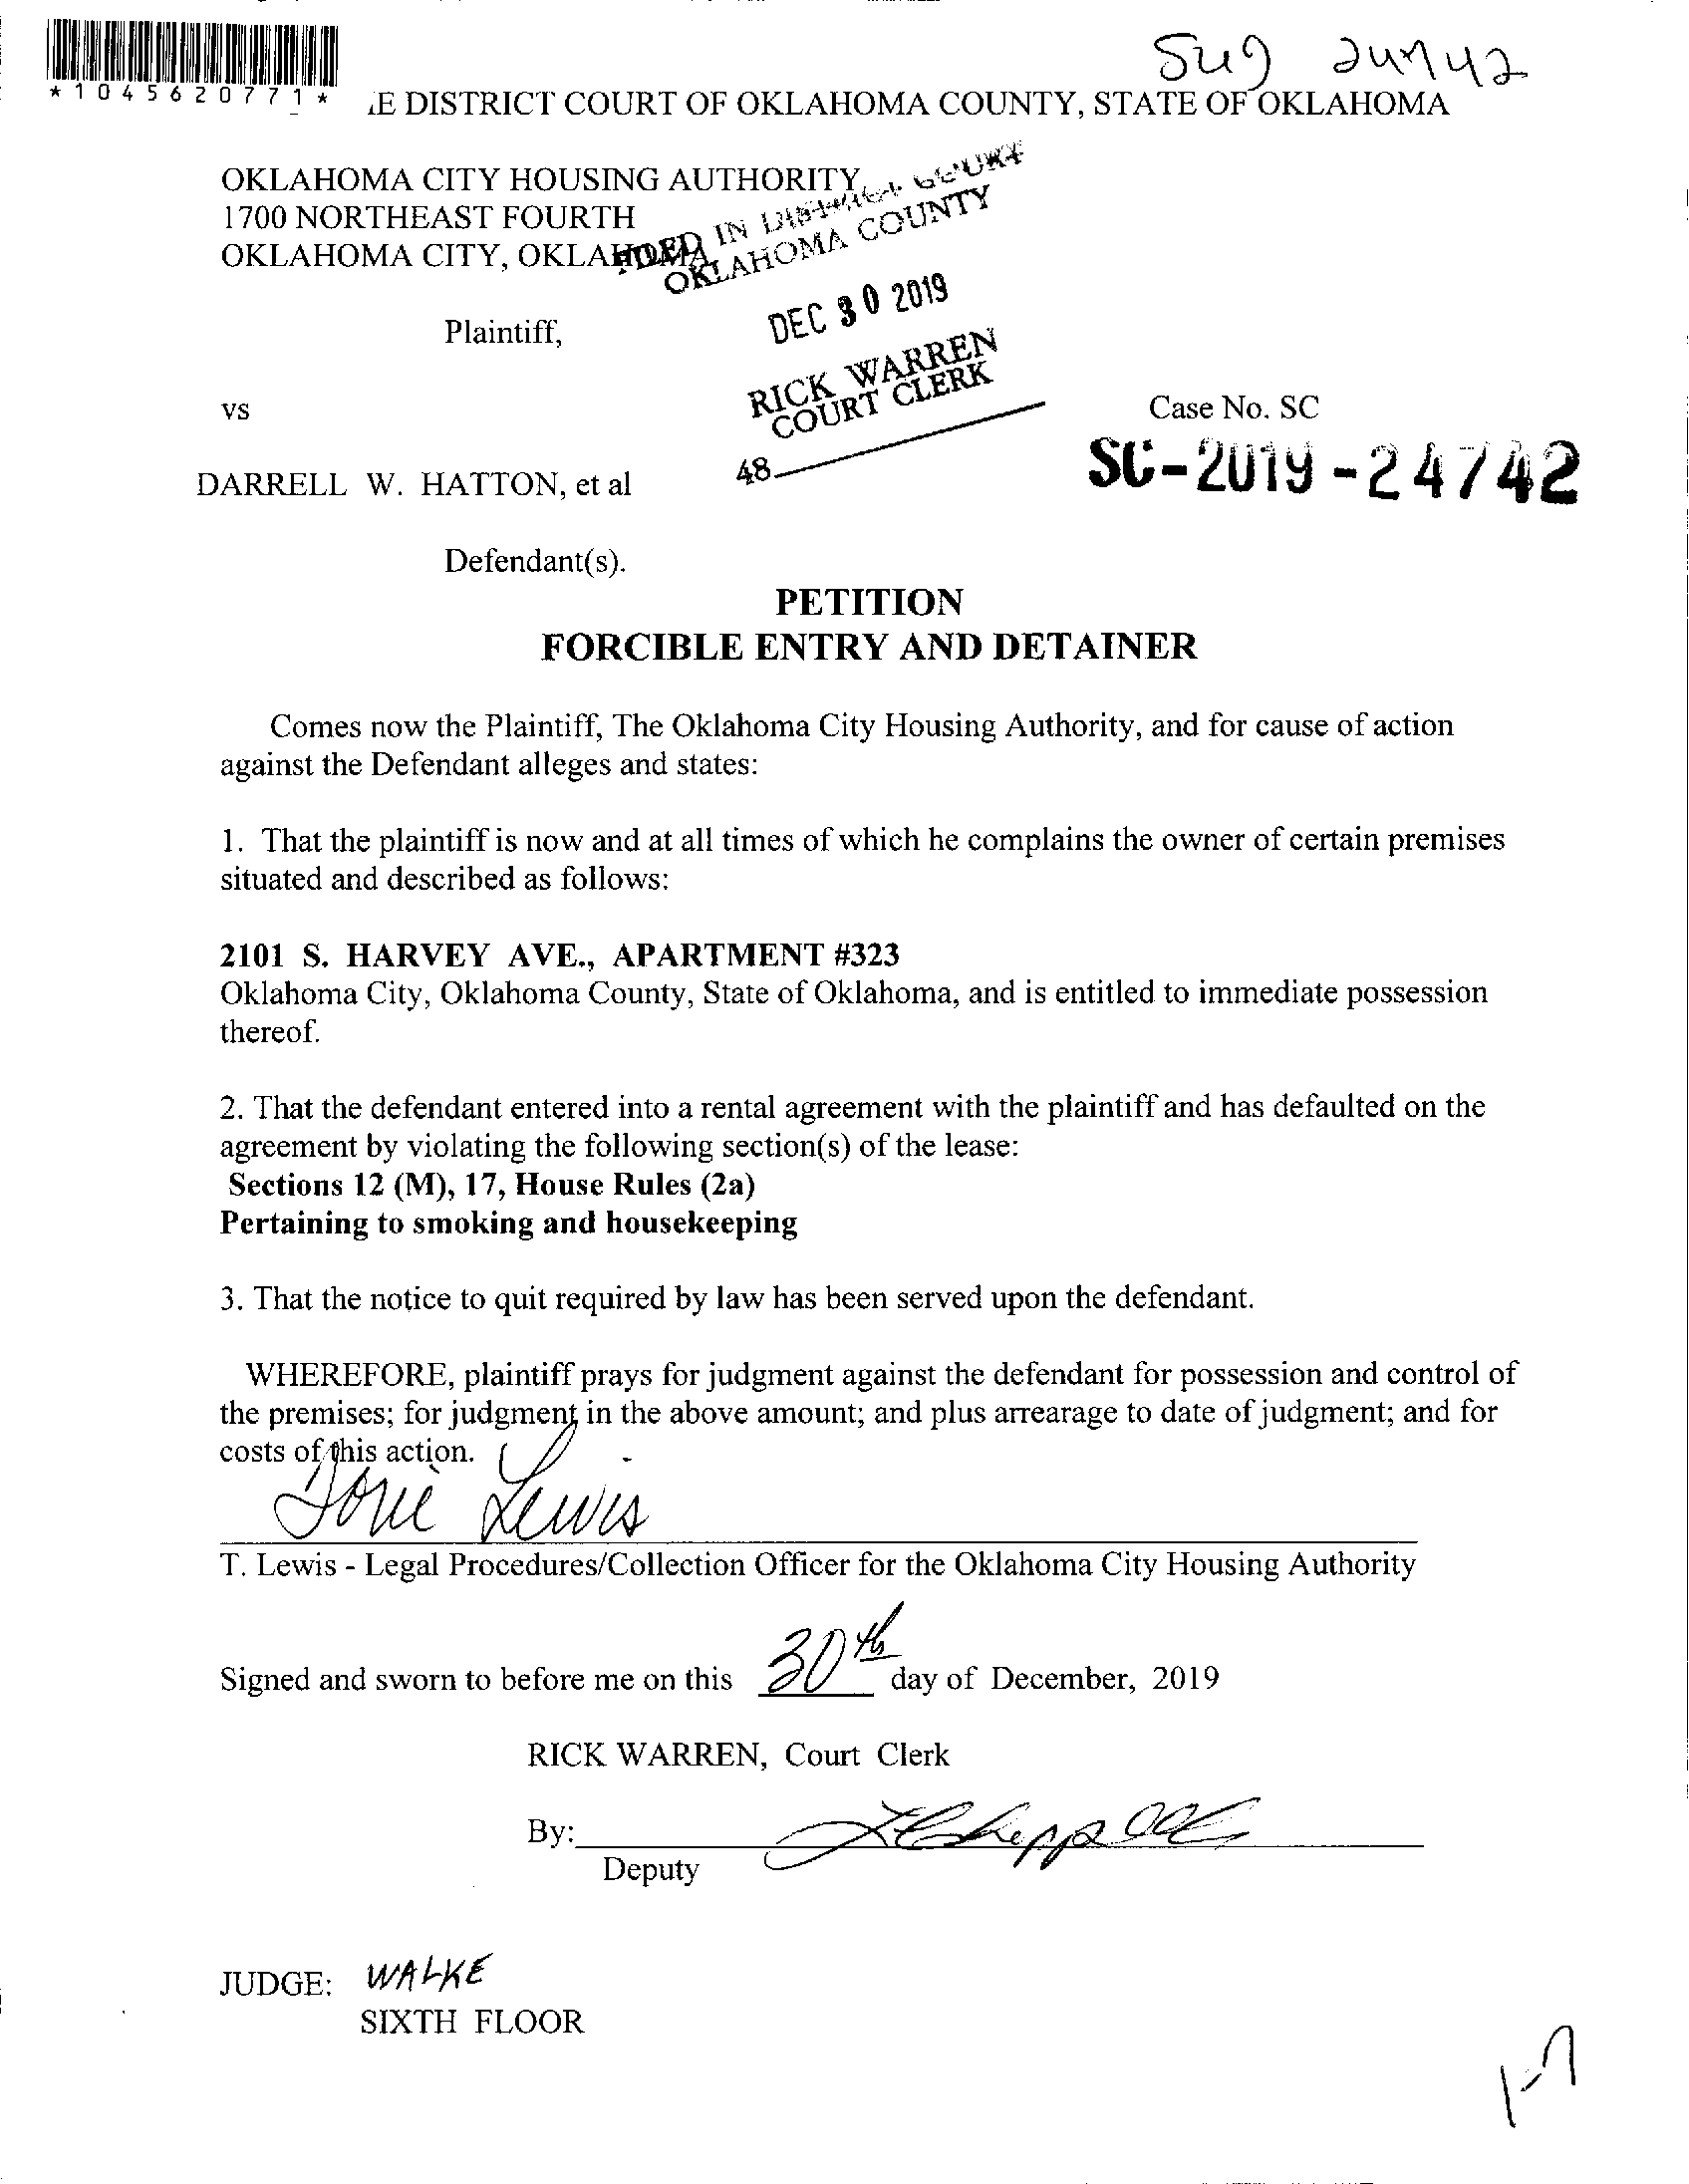 *1045620771*
E DISTRICT COURT OF OKLAHOMA COUNTY, STATE OF OKLAHOMA
OKLAHOMA CITY HOUSING AUTHORITY
1700 NORTHEAST FOURTH
OKLAHOMA CITY, OKLAHOMA
FILED IN DISTRICT COURT
OKLAHOMA COUNTY
DEC 30 2019
Plaintiff,
RICK WARREN
COURT CLERK
vs
Case No. SC
48
SC-2019-24742
DARRELL W. HATTON, et al
Defendant(s).
PETITION
FORCIBLE ENTRY AND DETAINER
Comes now the Plaintiff, The Oklahoma City Housing Authority, and for cause of action
against the Defendant alleges and states:
1. That the plaintiff is now and at all times of which he complains the owner of certain premises
situated and described as follows:
2101 S. HARVEY AVE., APARTMENT #323
Oklahoma City, Oklahoma County, State of Oklahoma, and is entitled to immediate possession
thereof.
2. That the defendant entered into a rental agreement with the plaintiff and has defaulted on the
agreement by violating the following section(s) of the lease:
Sections 12 (M), 17, House Rules (2a)
Pertaining to smoking and housekeeping
3. That the notice to quit required by law has been served upon the defendant.
WHEREFORE, plaintiff prays for judgment against the defendant for possession and control of
the premises; for judgment in the above amount; and plus arrearage to date of judgment; and for
costs of this action.
Lewis
T. Lewis - Legal Procedures/Collection Officer for the Oklahoma City Housing Authority
Signed and sworn to before me on this 30th day of December, 2019
RICK WARREN, Court Clerk
By:
Deputy
JUDGE: WALKE
SIXTH FLOOR